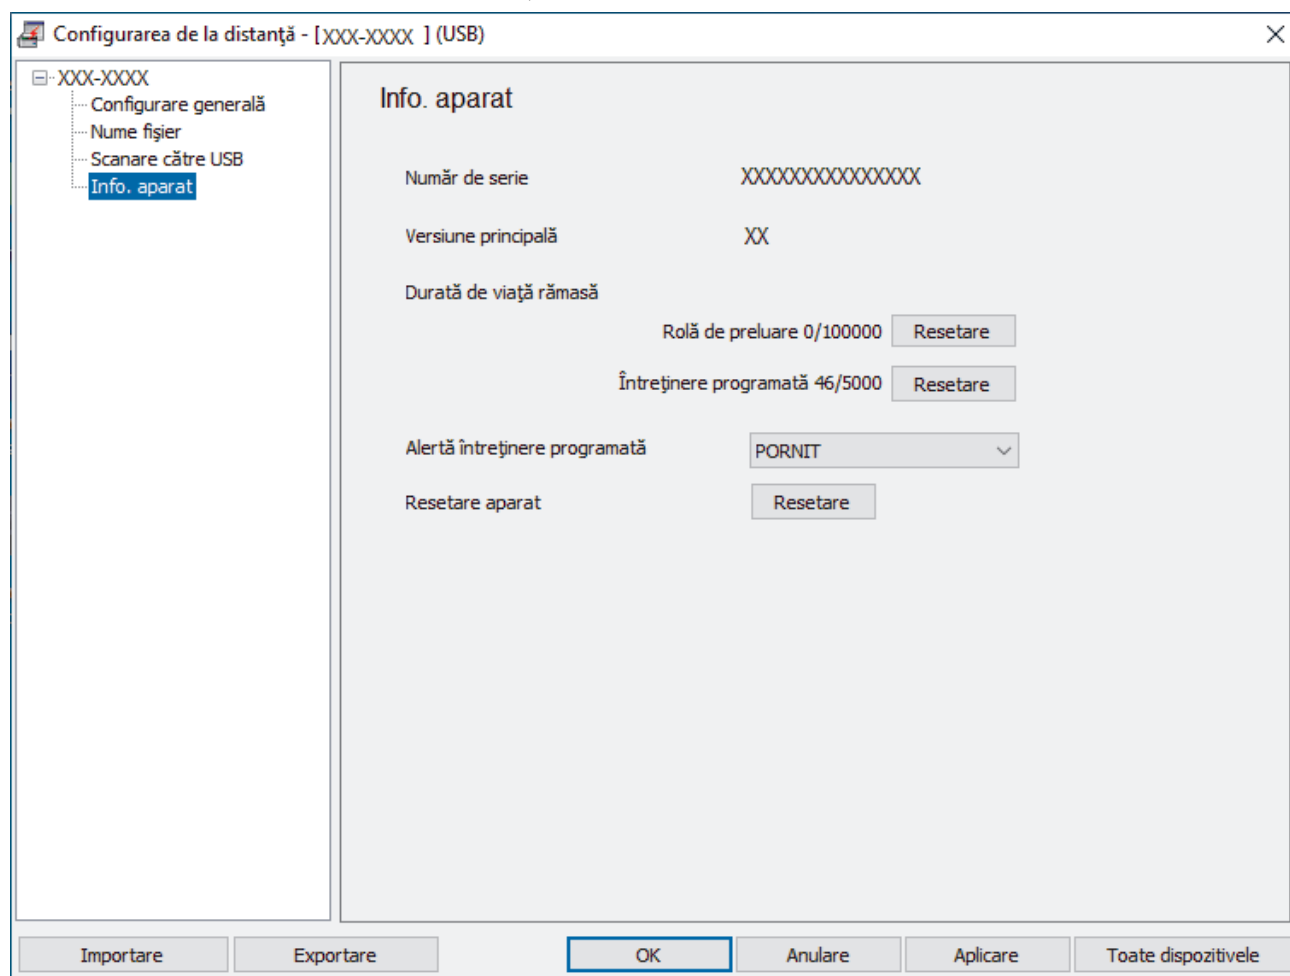 Configurarea de la distanţă - [XXX-XXXX ] (USB)
XXX-XXXX
Configurare generală
Nume fişier
Scanare către USB
Info. aparat
Info. aparat
Număr de serie XXXXXXXXXXXXXXX
Versiune principală XX
Durată de viaţă rămasă
Rolă de preluare 0/100000 Resetare
Întreţinere programată 46/5000 Resetare
Alertă întreţinere programată PORNIT
Resetare aparat Resetare
Importare Exportare OK Anulare Aplicare Toate dispozitivele